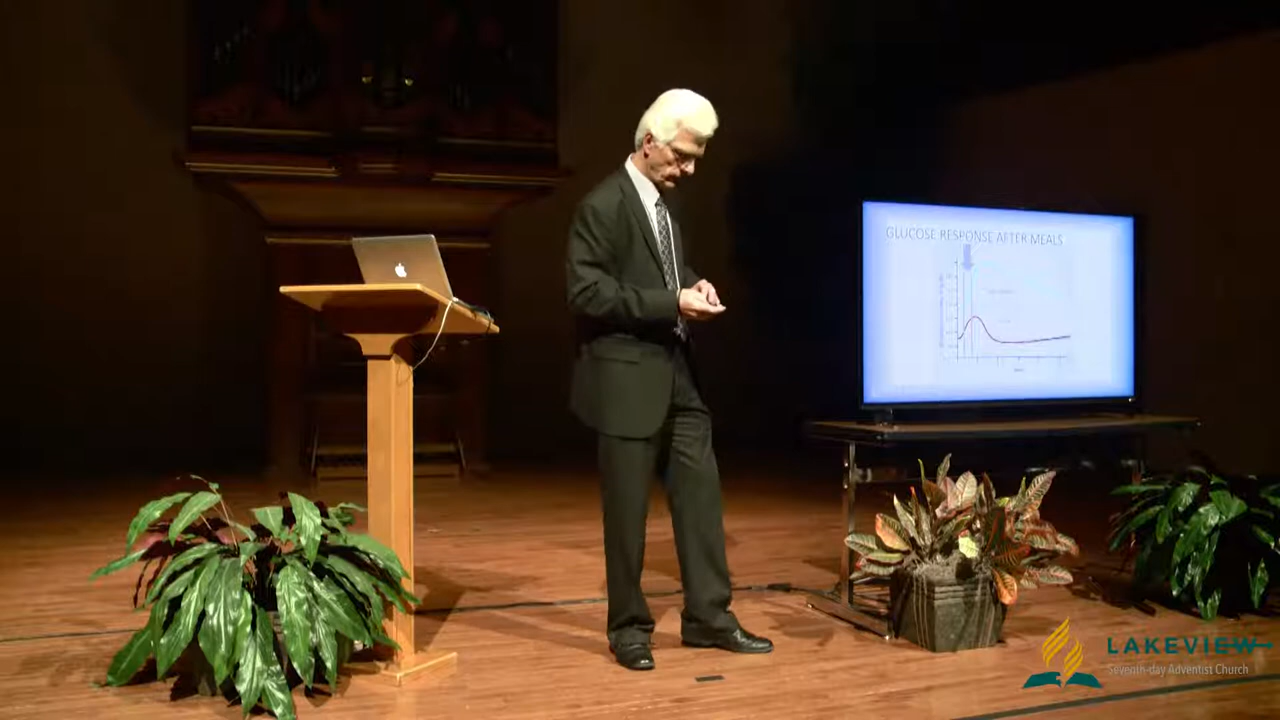 GLUCOSE RESPONSE AFTER MEALS
LAKEVIEW
Seventh-day Adventist Church